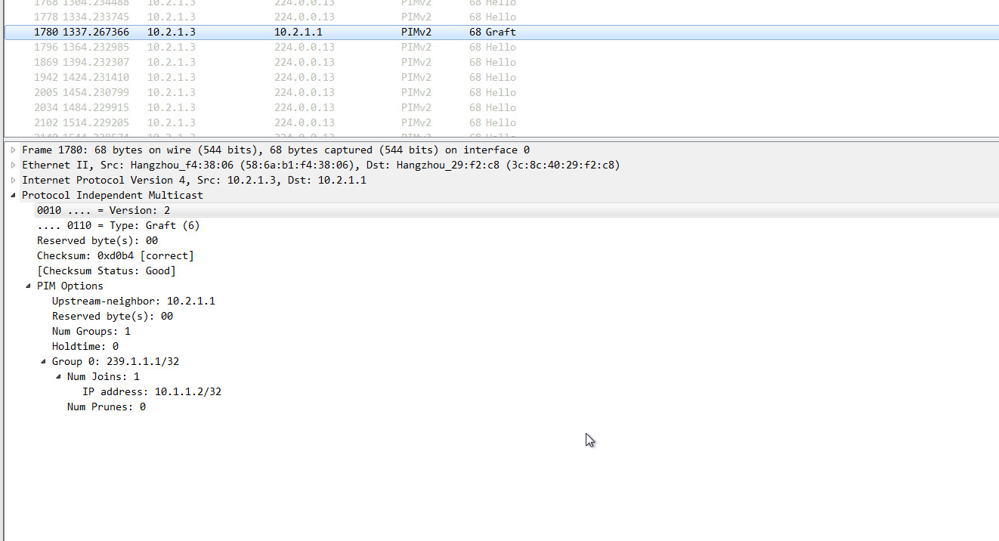 1768 1304.234488 10.2.1.3 224.0.0.13 PIMv2 68 Hello
1778 1334.233745 10.2.1.3 224.0.0.13 PIMv2 68 Hello
1780 1337.267366 10.2.1.3 10.2.1.1 PIMv2 68 Graft
1796 1364.232985 10.2.1.3 224.0.0.13 PIMv2 68 Hello
1869 1394.232307 10.2.1.3 224.0.0.13 PIMv2 68 Hello
1942 1424.231410 10.2.1.3 224.0.0.13 PIMv2 68 Hello
2005 1454.230799 10.2.1.3 224.0.0.13 PIMv2 68 Hello
2034 1484.229915 10.2.1.3 224.0.0.13 PIMv2 68 Hello
2102 1514.229205 10.2.1.3 224.0.0.13 PIMv2 68 Hello
Frame 1780: 68 bytes on wire (544 bits), 68 bytes captured (544 bits) on interface 0
Ethernet II, Src: Hangzhou_f4:38:06 (58:6a:b1:f4:38:06), Dst: Hangzhou_29:f2:c8 (3c:8c:40:29:f2:c8)
Internet Protocol Version 4, Src: 10.2.1.3, Dst: 10.2.1.1
Protocol Independent Multicast
0010 .... = Version: 2
.... 0110 = Type: Graft (6)
Reserved byte(s): 00
Checksum: 0xd0b4 [correct]
[Checksum Status: Good]
PIM Options
Upstream-neighbor: 10.2.1.1
Reserved byte(s): 00
Num Groups: 1
Holdtime: 0
Group 0: 239.1.1.1/32
Num Joins: 1
IP address: 10.1.1.2/32
Num Prunes: 0